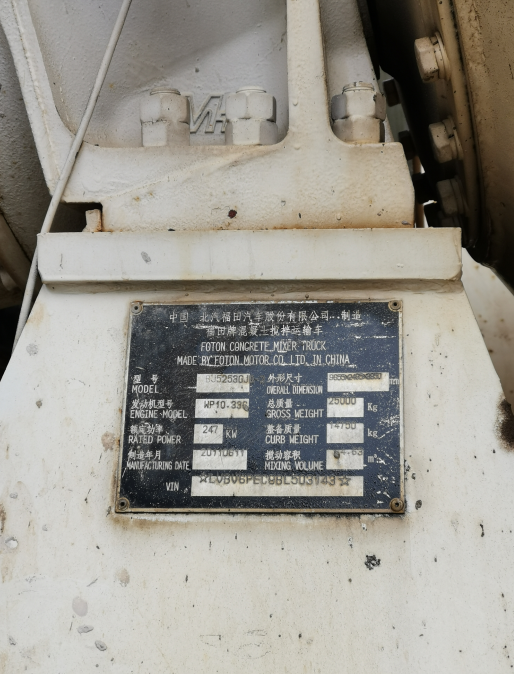 中国 北汽福田汽车股份有限公司 制造
福田牌混凝土搅拌运输车
FOTON CONCRETE MIXER TRUCK
MADE BY FOTON MOTOR CO. LTD. IN CHINA
型号 MODEL 外形尺寸 OVERALL DIMENSION mm
发动机型号 ENGINE MODEL WP10.336 总质量 GROSS WEIGHT 25000 Kg
额定功率 RATED POWER 247 KW 整备质量 CURB WEIGHT 14750 kg
制造年月 MANUFACTURING DATE 20110611 搅动容积 MIXING VOLUME m³
VIN